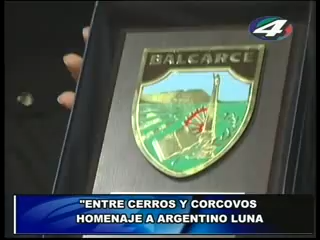 4
BALCARCE
"ENTRE CERROS Y CORCOVOS
HOMENAJE A ARGENTINO LUNA